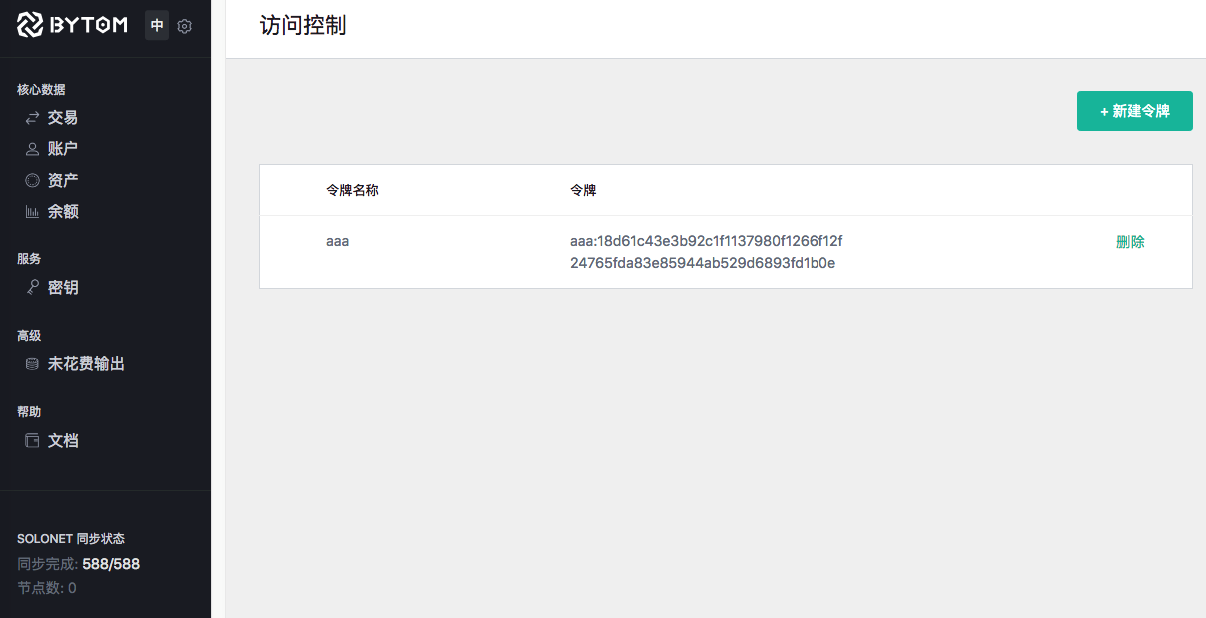 BYTOM 中
核心数据
交易
账户
资产
余额
服务
密钥
高级
未花费输出
帮助
文档
SOLONET 同步状态
同步完成: 588/588
节点数: 0
访问控制
+ 新建令牌
令牌名称 令牌
aaa aaa:18d61c43e3b92c1f1137980f1266f12f 删除
24765fda83e85944ab529d6893fd1b0e